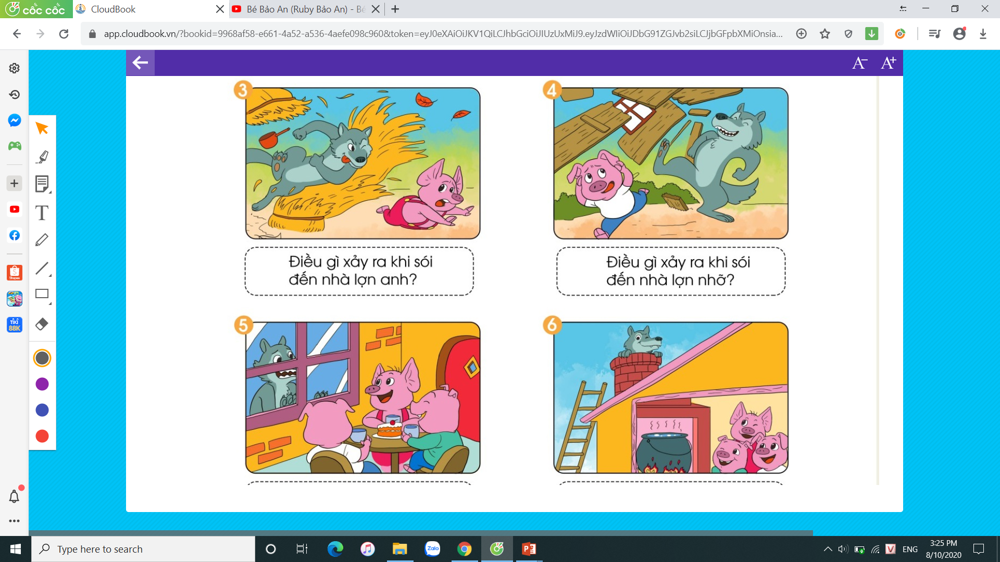 cốc cốc
CloudBook
Bé Bảo An (Ruby Bảo An) - Bé
app.cloudbook.vn/?bookid=9968af58-e661-4a52-a536-4aefe098c960&token=eyJ0eXAiOiJKV1QiLCJhbGciOiJIUzUxMiJ9.eyJzdWIiOiJDbG91ZGJvb2siLCJjbGFpbXMiOnsia...
A- A+
3
4
Điều gì xảy ra khi sói
đến nhà lợn anh?
Điều gì xảy ra khi sói
đến nhà lợn nhỡ?
5
6
T
Shopee
TIKI
88K
Type here to search
Zalo
V
ENG
3:25 PM
8/10/2020